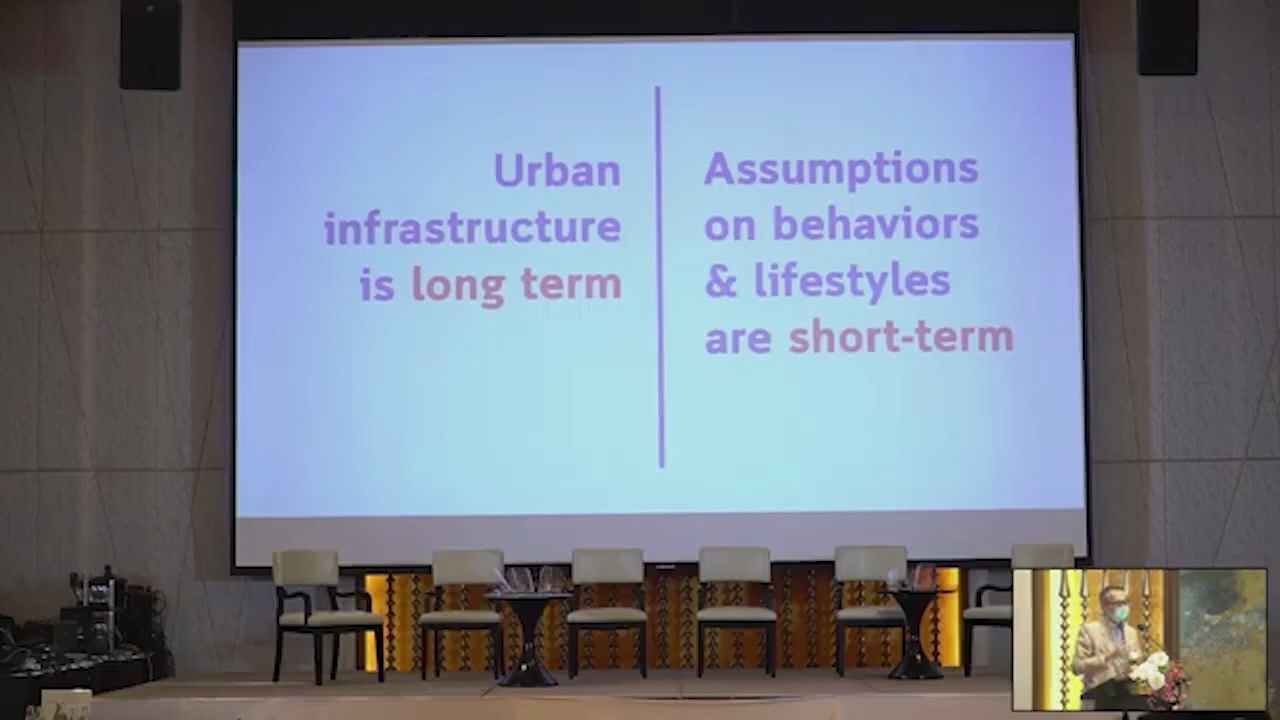 Urban
infrastructure
is long term
Assumptions
on behaviors
& lifestyles
are short-term